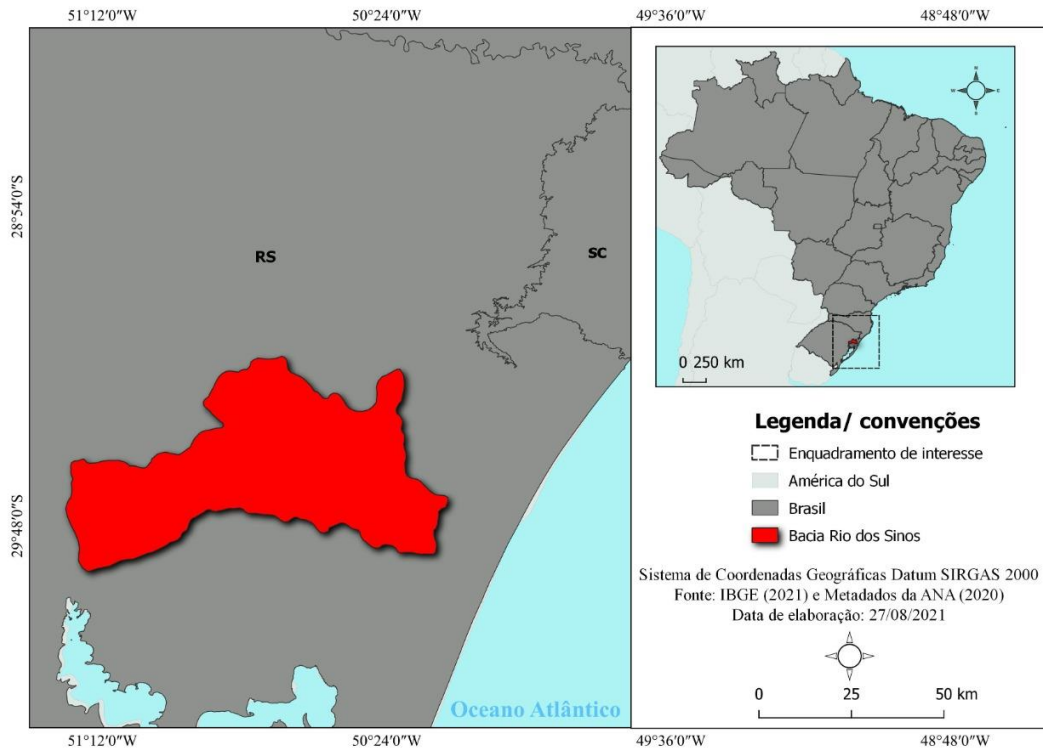 51°12'0"W
50°24'0"W
49°36'0"W
48°48'0"W
28°54'0"S
RS
SC
29°48'0"S
Oceano Atlântico
N
W
E
S
0 250 km
Legenda/ convenções
Enquadramento de interesse
América do Sul
Brasil
Bacia Rio dos Sinos
Sistema de Coordenadas Geográficas Datum SIRGAS 2000
Fonte: IBGE (2021) e Metadados da ANA (2020)
Data de elaboração: 27/08/2021
0 25 50 km
51°12'0"W
50°24'0"W
49°36'0"W
48°48'0"W